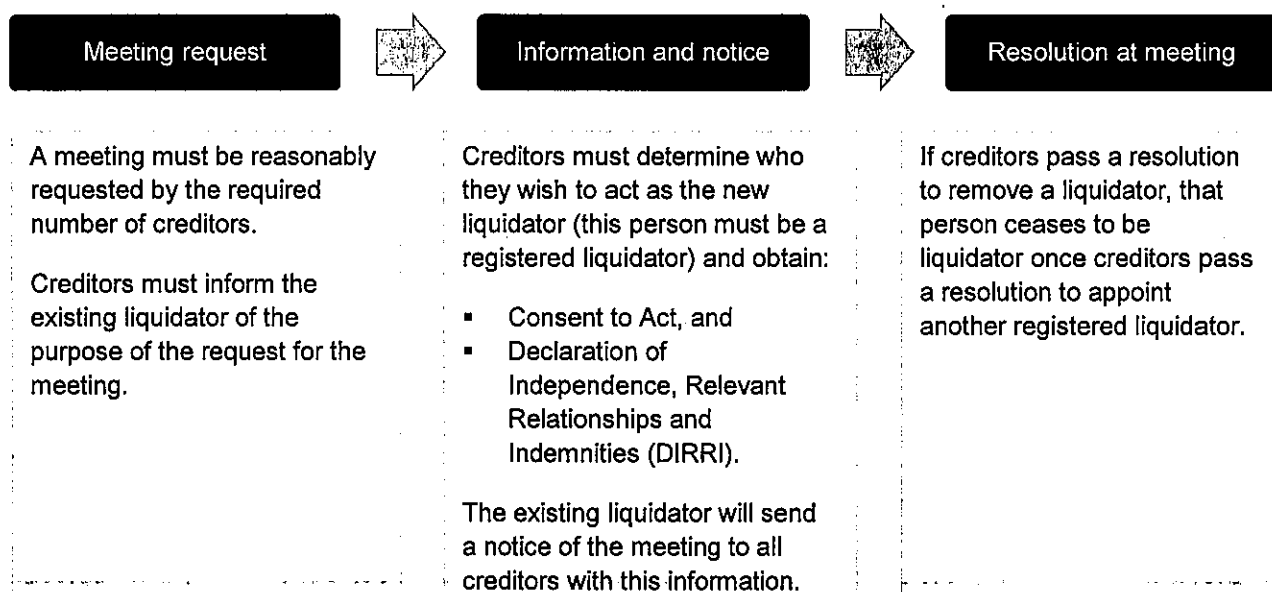 Meeting request
Information and notice
Resolution at meeting
A meeting must be reasonably
requested by the required
number of creditors.
Creditors must inform the
existing liquidator of the
purpose of the request for the
meeting.
Creditors must determine who
they wish to act as the new
liquidator (this person must be a
registered liquidator) and obtain:
▪ Consent to Act, and
▪ Declaration of
Independence, Relevant
Relationships and
Indemnities (DIRRI).
The existing liquidator will send
a notice of the meeting to all
creditors with this information.
If creditors pass a resolution
to remove a liquidator, that
person ceases to be
liquidator once creditors pass
a resolution to appoint
another registered liquidator.